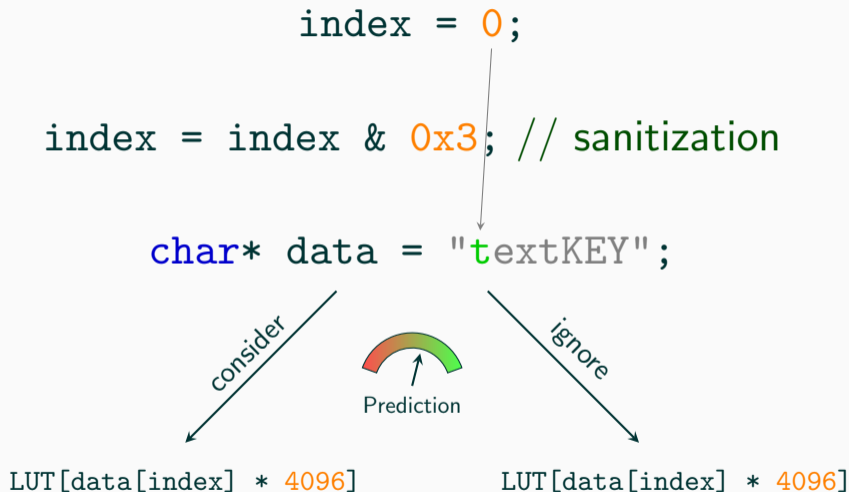 index = 0;
index = index & 0x3; // sanitization
char* data = "textKEY";
consider
ignore
Prediction
LUT[data[index] * 4096]
LUT[data[index] * 4096]